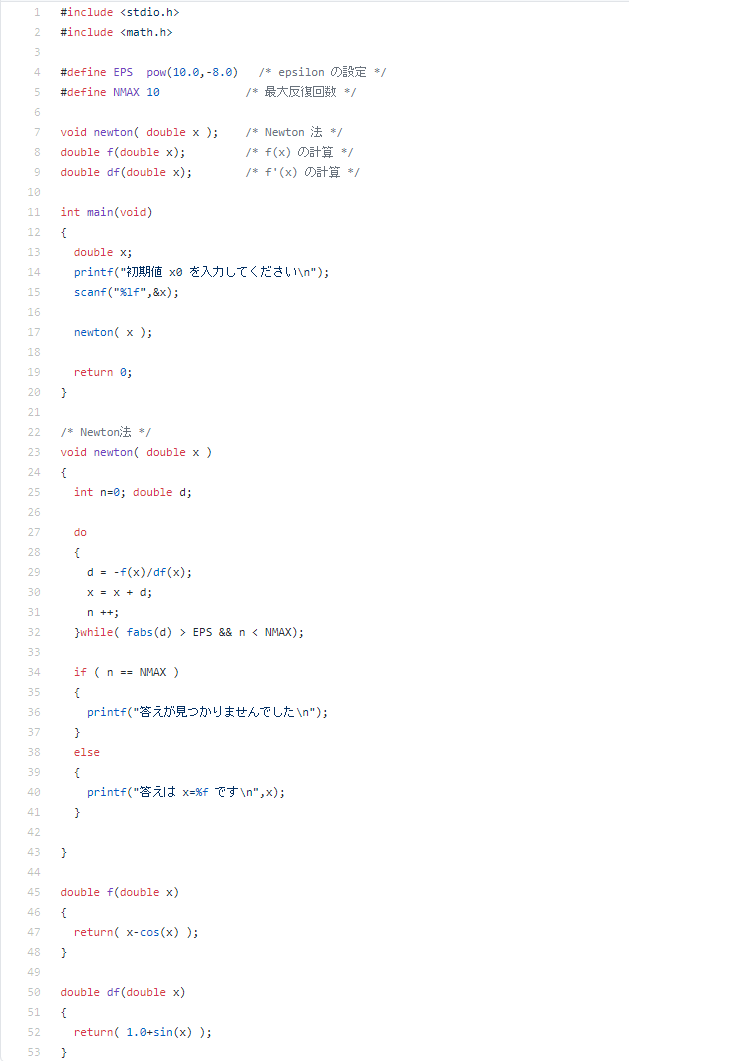 1 #include <stdio.h>
2 #include <math.h>
3
4 #define EPS  pow(10.0,-8.0)   /* epsilon の設定 */
5 #define NMAX 10             /* 最大反復回数 */
6
7 void newton( double x );    /* Newton 法 */
8 double f(double x);         /* f(x) の計算 */
9 double df(double x);        /* f'(x) の計算 */
10
11 int main(void)
12 {
13   double x;
14   printf("初期値 x0 を入力してください\n");
15   scanf("%lf",&x);
16
17   newton( x );
18
19   return 0;
20 }
21
22 /* Newton法 */
23 void newton( double x )
24 {
25   int n=0; double d;
26
27   do
28   {
29     d = -f(x)/df(x);
30     x = x + d;
31     n ++;
32   }while( fabs(d) > EPS && n < NMAX);
33
34   if ( n == NMAX )
35   {
36     printf("答えが見つかりませんでした\n");
37   }
38   else
39   {
40     printf("答えは x=%f です\n",x);
41   }
42
43 }
44
45 double f(double x)
46 {
47   return( x-cos(x) );
48 }
49
50 double df(double x)
51 {
52   return( 1.0+sin(x) );
53 }